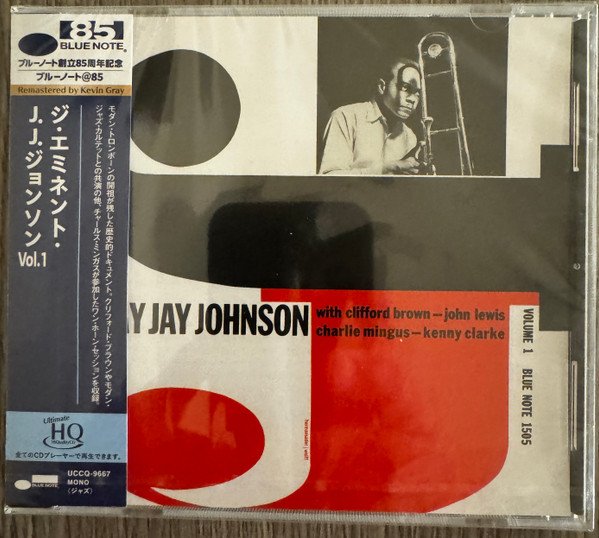 85
BLUE NOTE®
ブルーノート創立85周年記念
ブルーノート@85
Remastered by Kevin Gray
ジ・エミネント・
J.J.ジョンソン
Vol.1
モダン・トロンボーンの開祖が残した歴史的ドキュメント。クリフォード・ブラウンやモダン・
ジャズ・カルテットとの共演の他、チャールス・ミンガスが参加したワン・ホーン・セッションを収録。
Ultimate
HQ
HiQualityCD
全てのCDプレーヤーで再生できます。
BLUE NOTE
UCCQ-9667
MONO
(ジャズ)
Y JAY JOHNSON
with clifford brown – john lewis
charlie mingus – kenny clarke
VOLUME 1 BLUE NOTE 1505